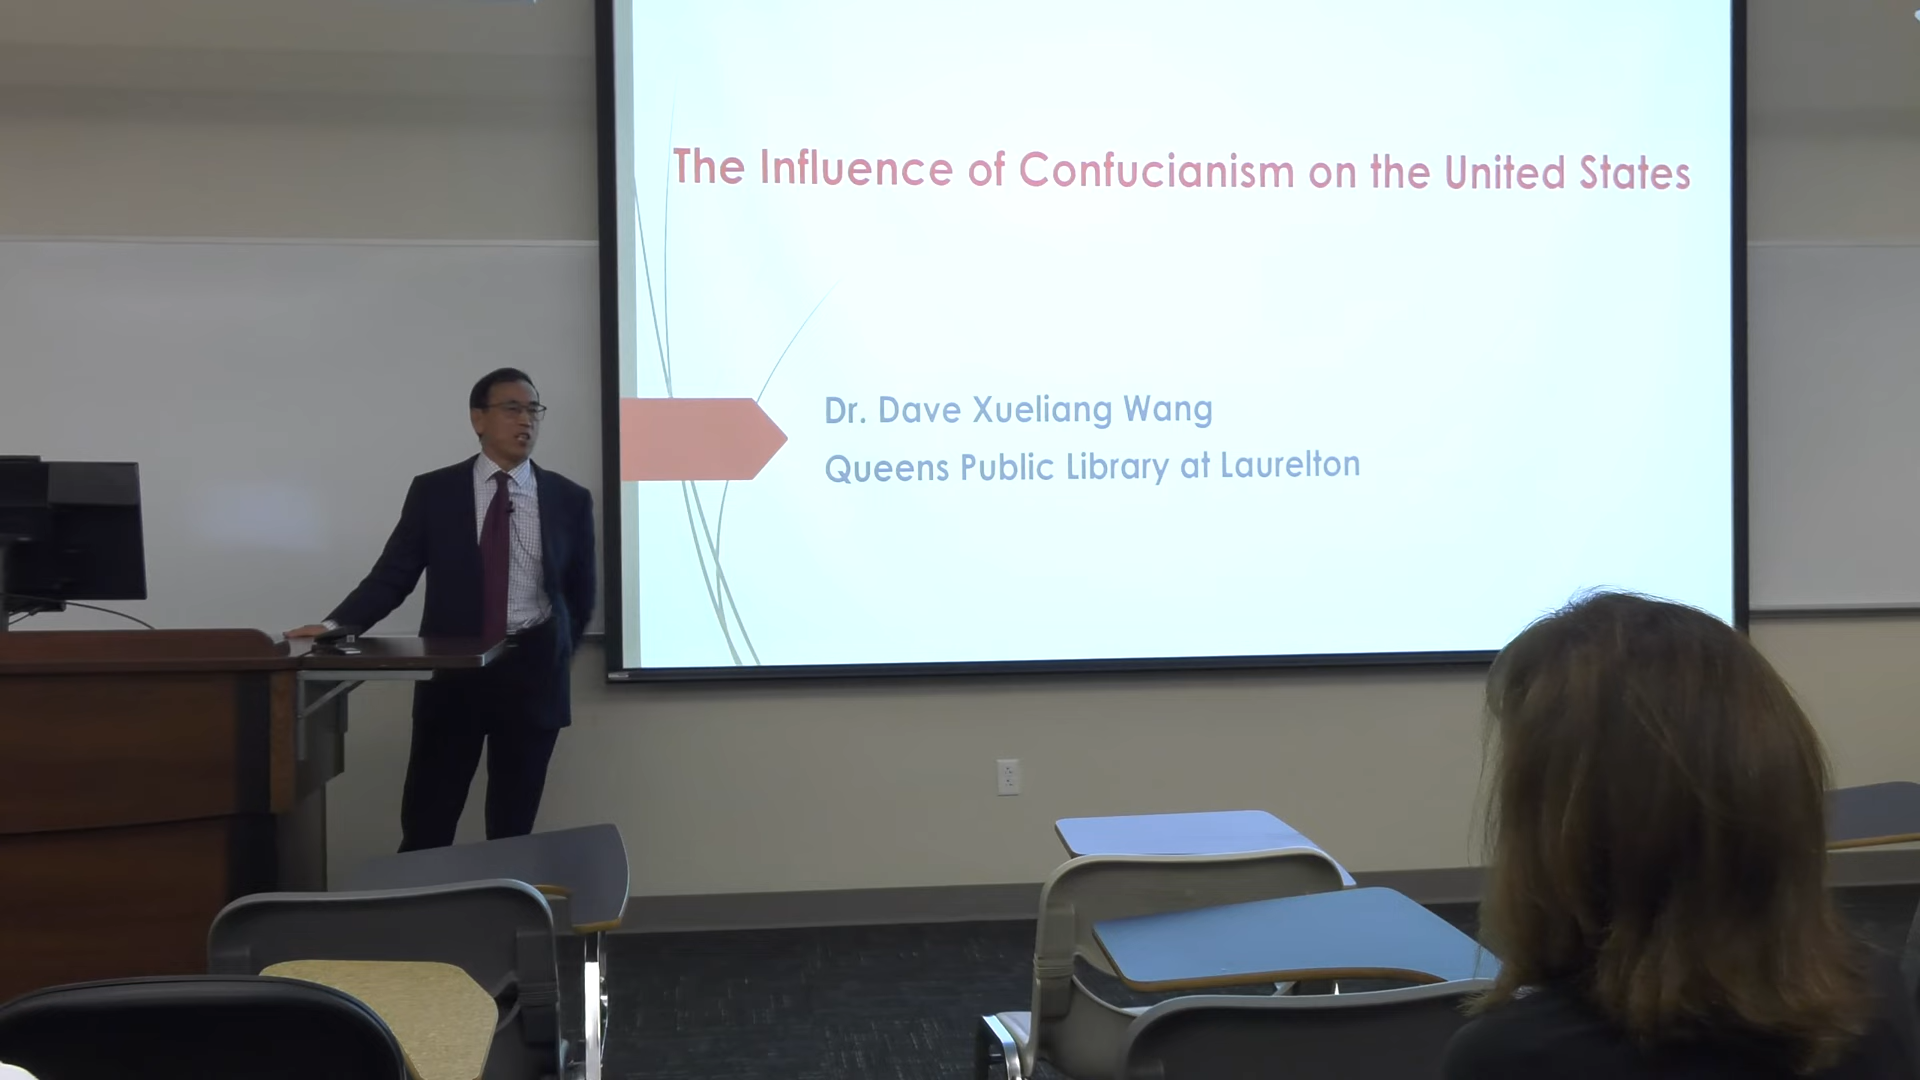 The Influence of Confucianism on the United States
Dr. Dave Xueliang Wang
Queens Public Library at Laurelton